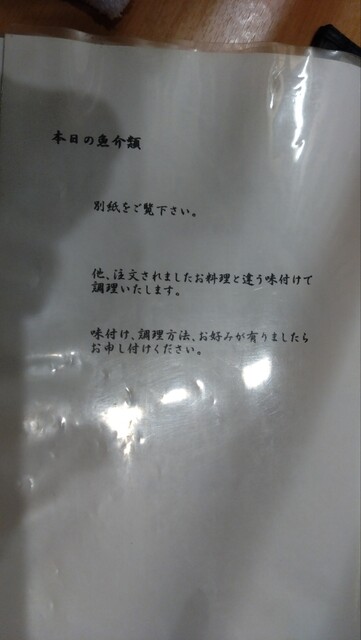 本日の魚介類
別紙をご覧下さい。
他、注文されましたお料理と違う味付けで
調理いたします。
味付け、調理方法、お好みが有りましたら
お申し付けください。